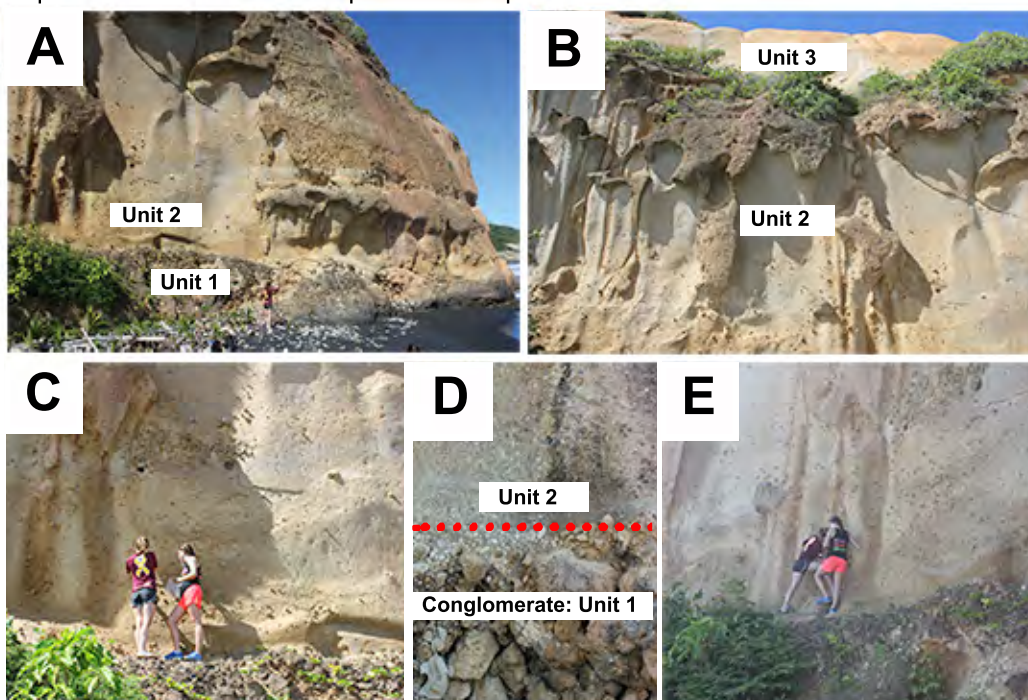 A
Unit 2
Unit 1
B
Unit 3
Unit 2
C
D
Unit 2
Conglomerate: Unit 1
E